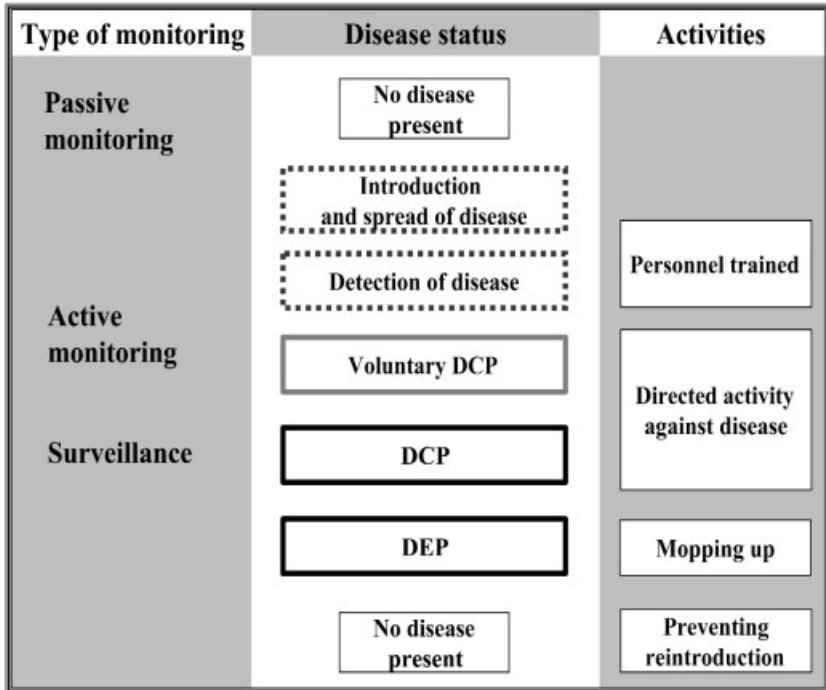 Type of monitoring
Disease status
Activities
Passive
monitoring
No disease
present
Introduction
and spread of disease
Personnel trained
Detection of disease
Active
monitoring
Voluntary DCP
Directed activity
against disease
Surveillance
DCP
DEP
Mopping up
No disease
present
Preventing
reintroduction